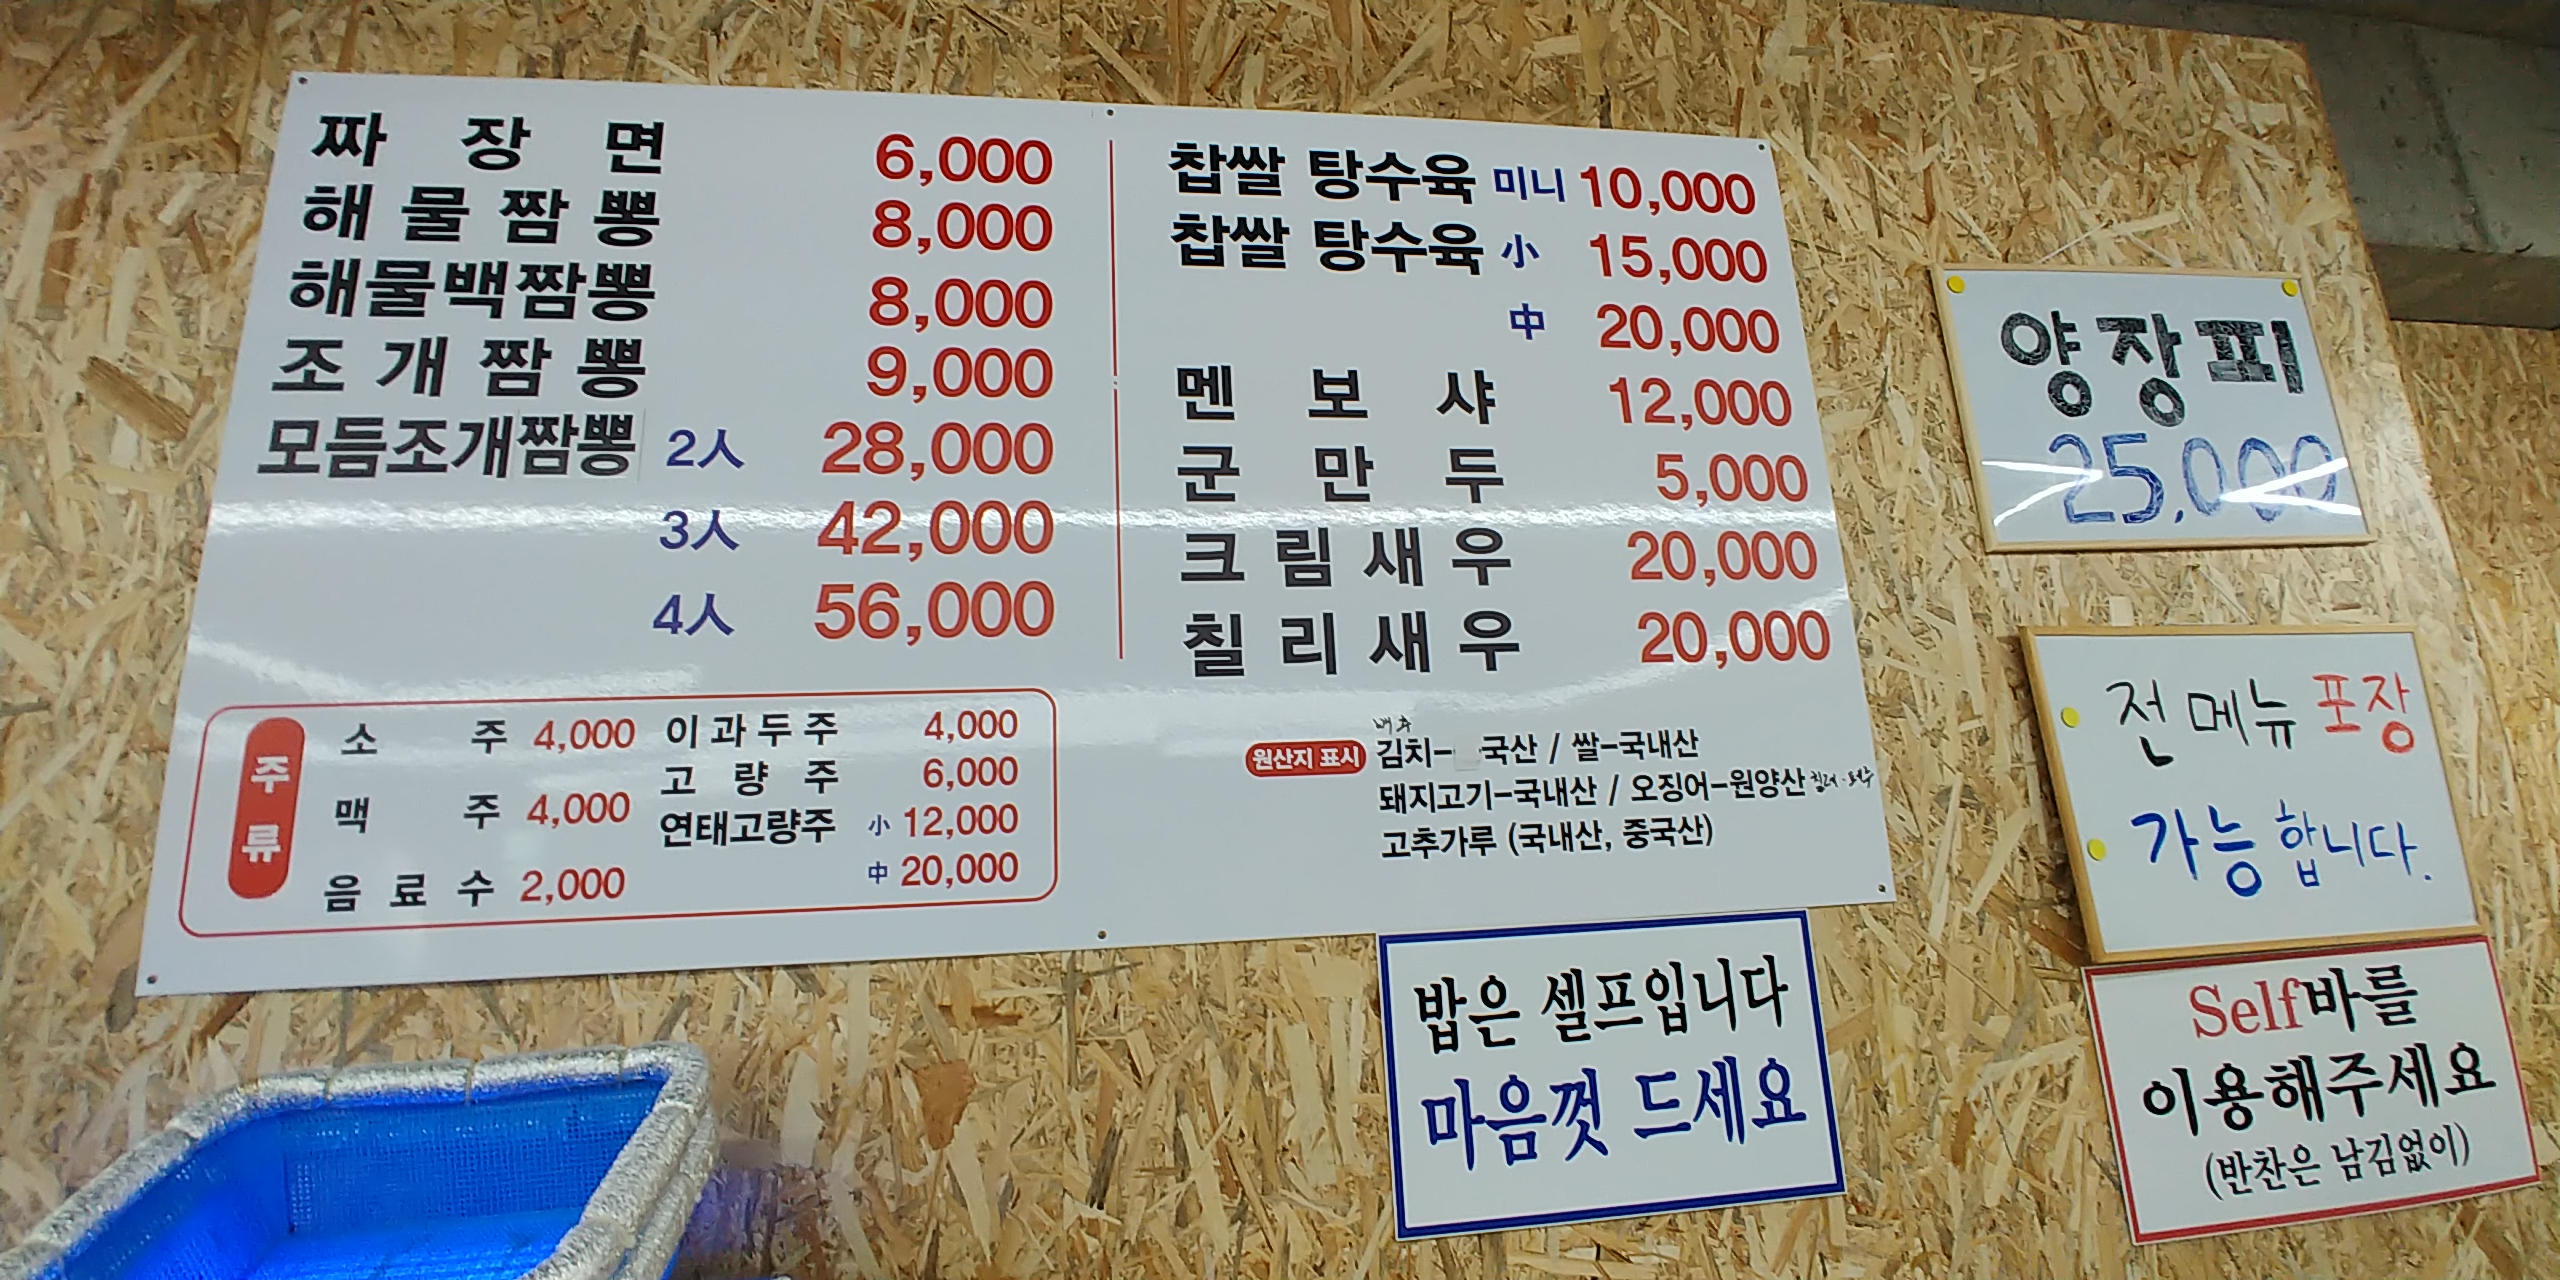 짜장면 6,000
해물짬뽕 8,000
해물백짬뽕 8,000
조개짬뽕 9,000
모듬조개짬뽕 2人 28,000
3人 42,000
4人 56,000
찹쌀 탕수육 미니 10,000
찹쌀 탕수육 小 15,000
中 20,000
멘보샤 12,000
군만두 5,000
크림새우 20,000
칠리새우 20,000
주류
소주 4,000
맥주 4,000
음료수 2,000
이과두주 4,000
고량주 6,000
연태고량주 小 12,000
中 20,000
배추
원산지 표시 김치-국산 / 쌀-국내산
돼지고기-국내산 / 오징어-원양산
고추가루 (국내산, 중국산)
양장피
25,000
전메뉴 포장
가능합니다.
밥은 셀프입니다
마음껏 드세요
Self바를
이용해주세요
(반찬은 남김없이)